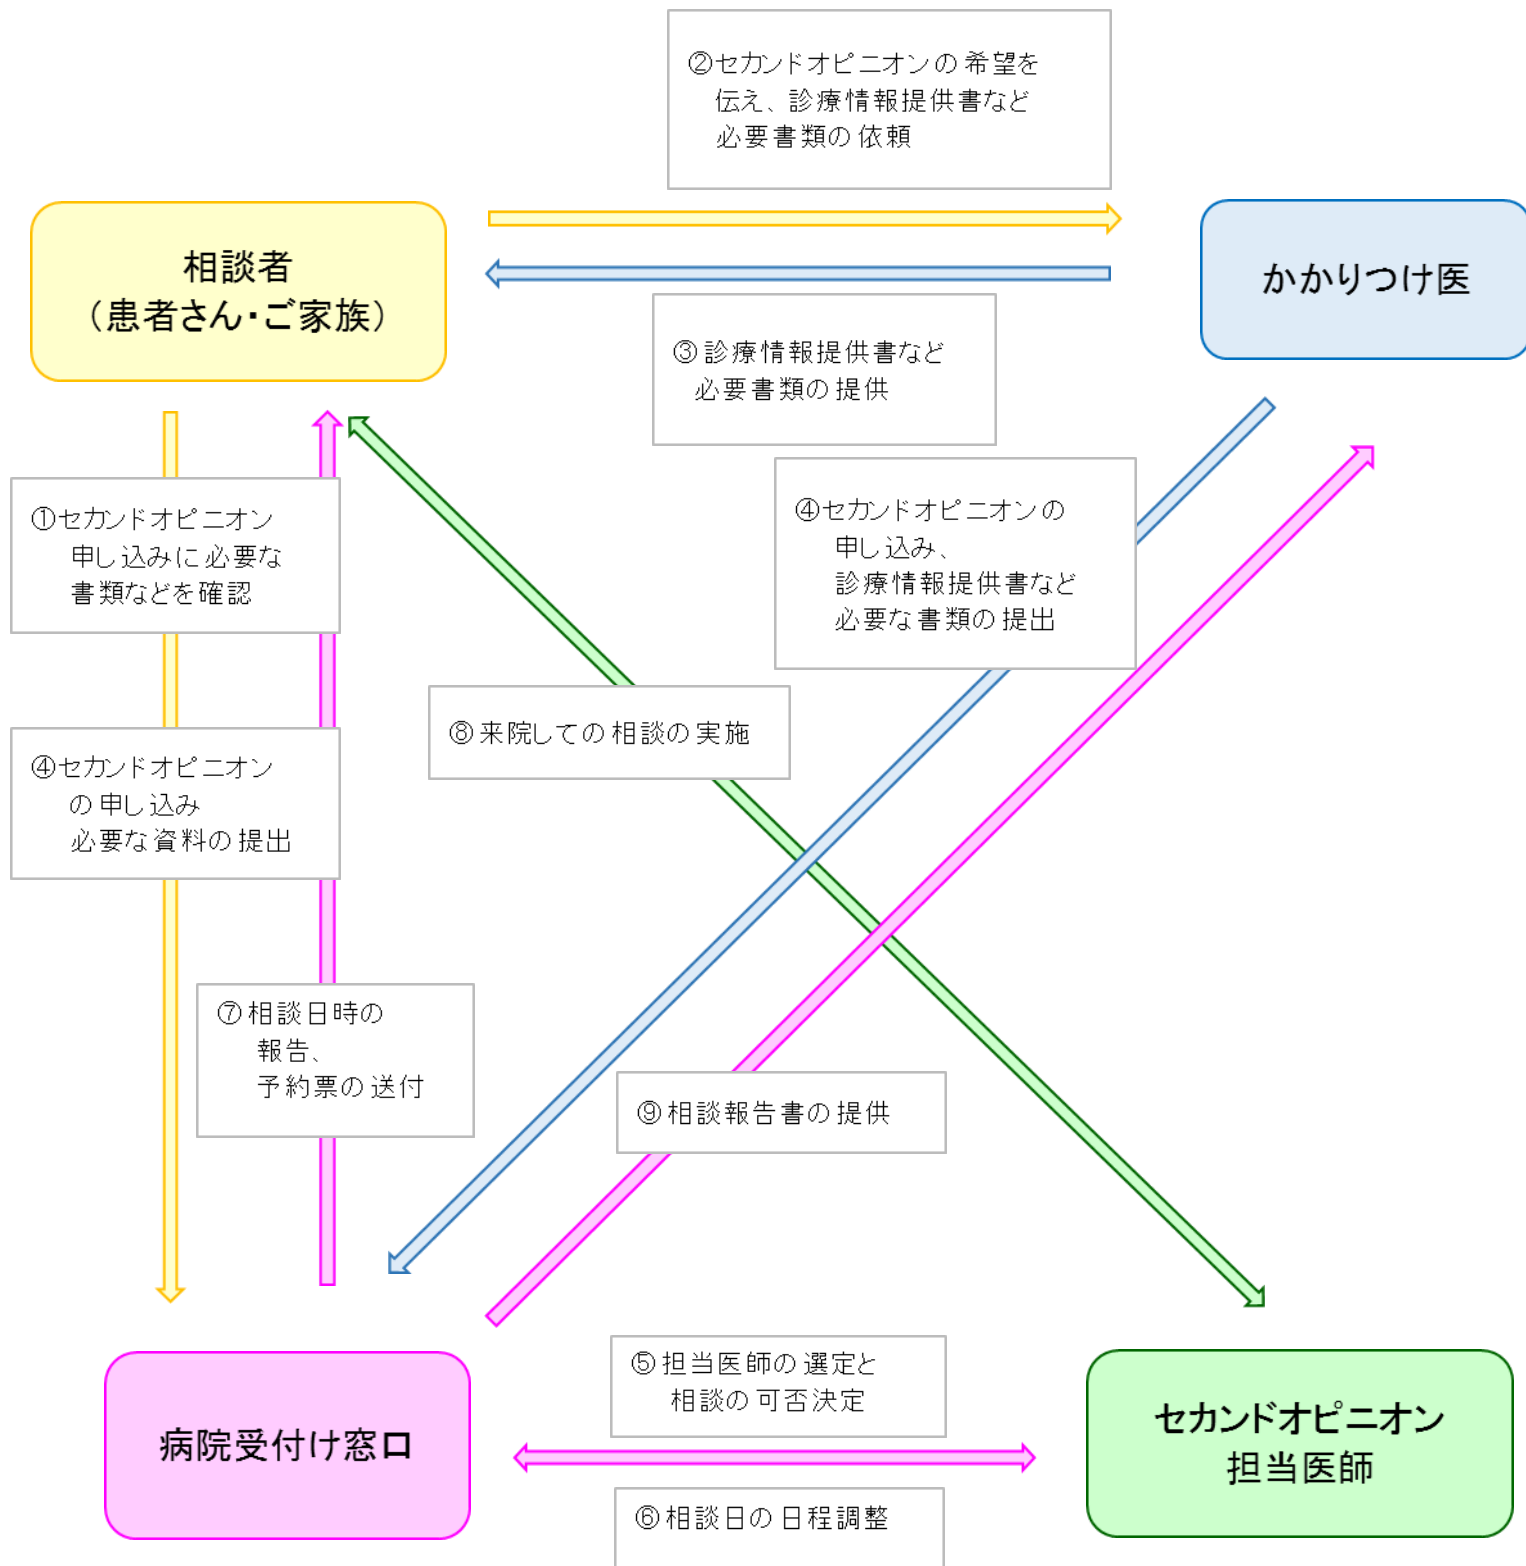 ②セカンドオピニオンの希望を
伝え、診療情報提供書など
必要書類の依頼
相談者
（患者さん・ご家族）
かかりつけ医
③診療情報提供書など
必要書類の提供
①セカンドオピニオン
申し込みに必要な
書類などを確認
④セカンドオピニオンの
申し込み、
診療情報提供書など
必要な書類の提出
⑧来院しての相談の実施
④セカンドオピニオン
の申し込み
必要な資料の提出
⑦相談日時の
報告、
予約票の送付
⑨相談報告書の提供
⑤担当医師の選定と
相談の可否決定
病院受付け窓口
セカンドオピニオン
担当医師
⑥相談日の日程調整